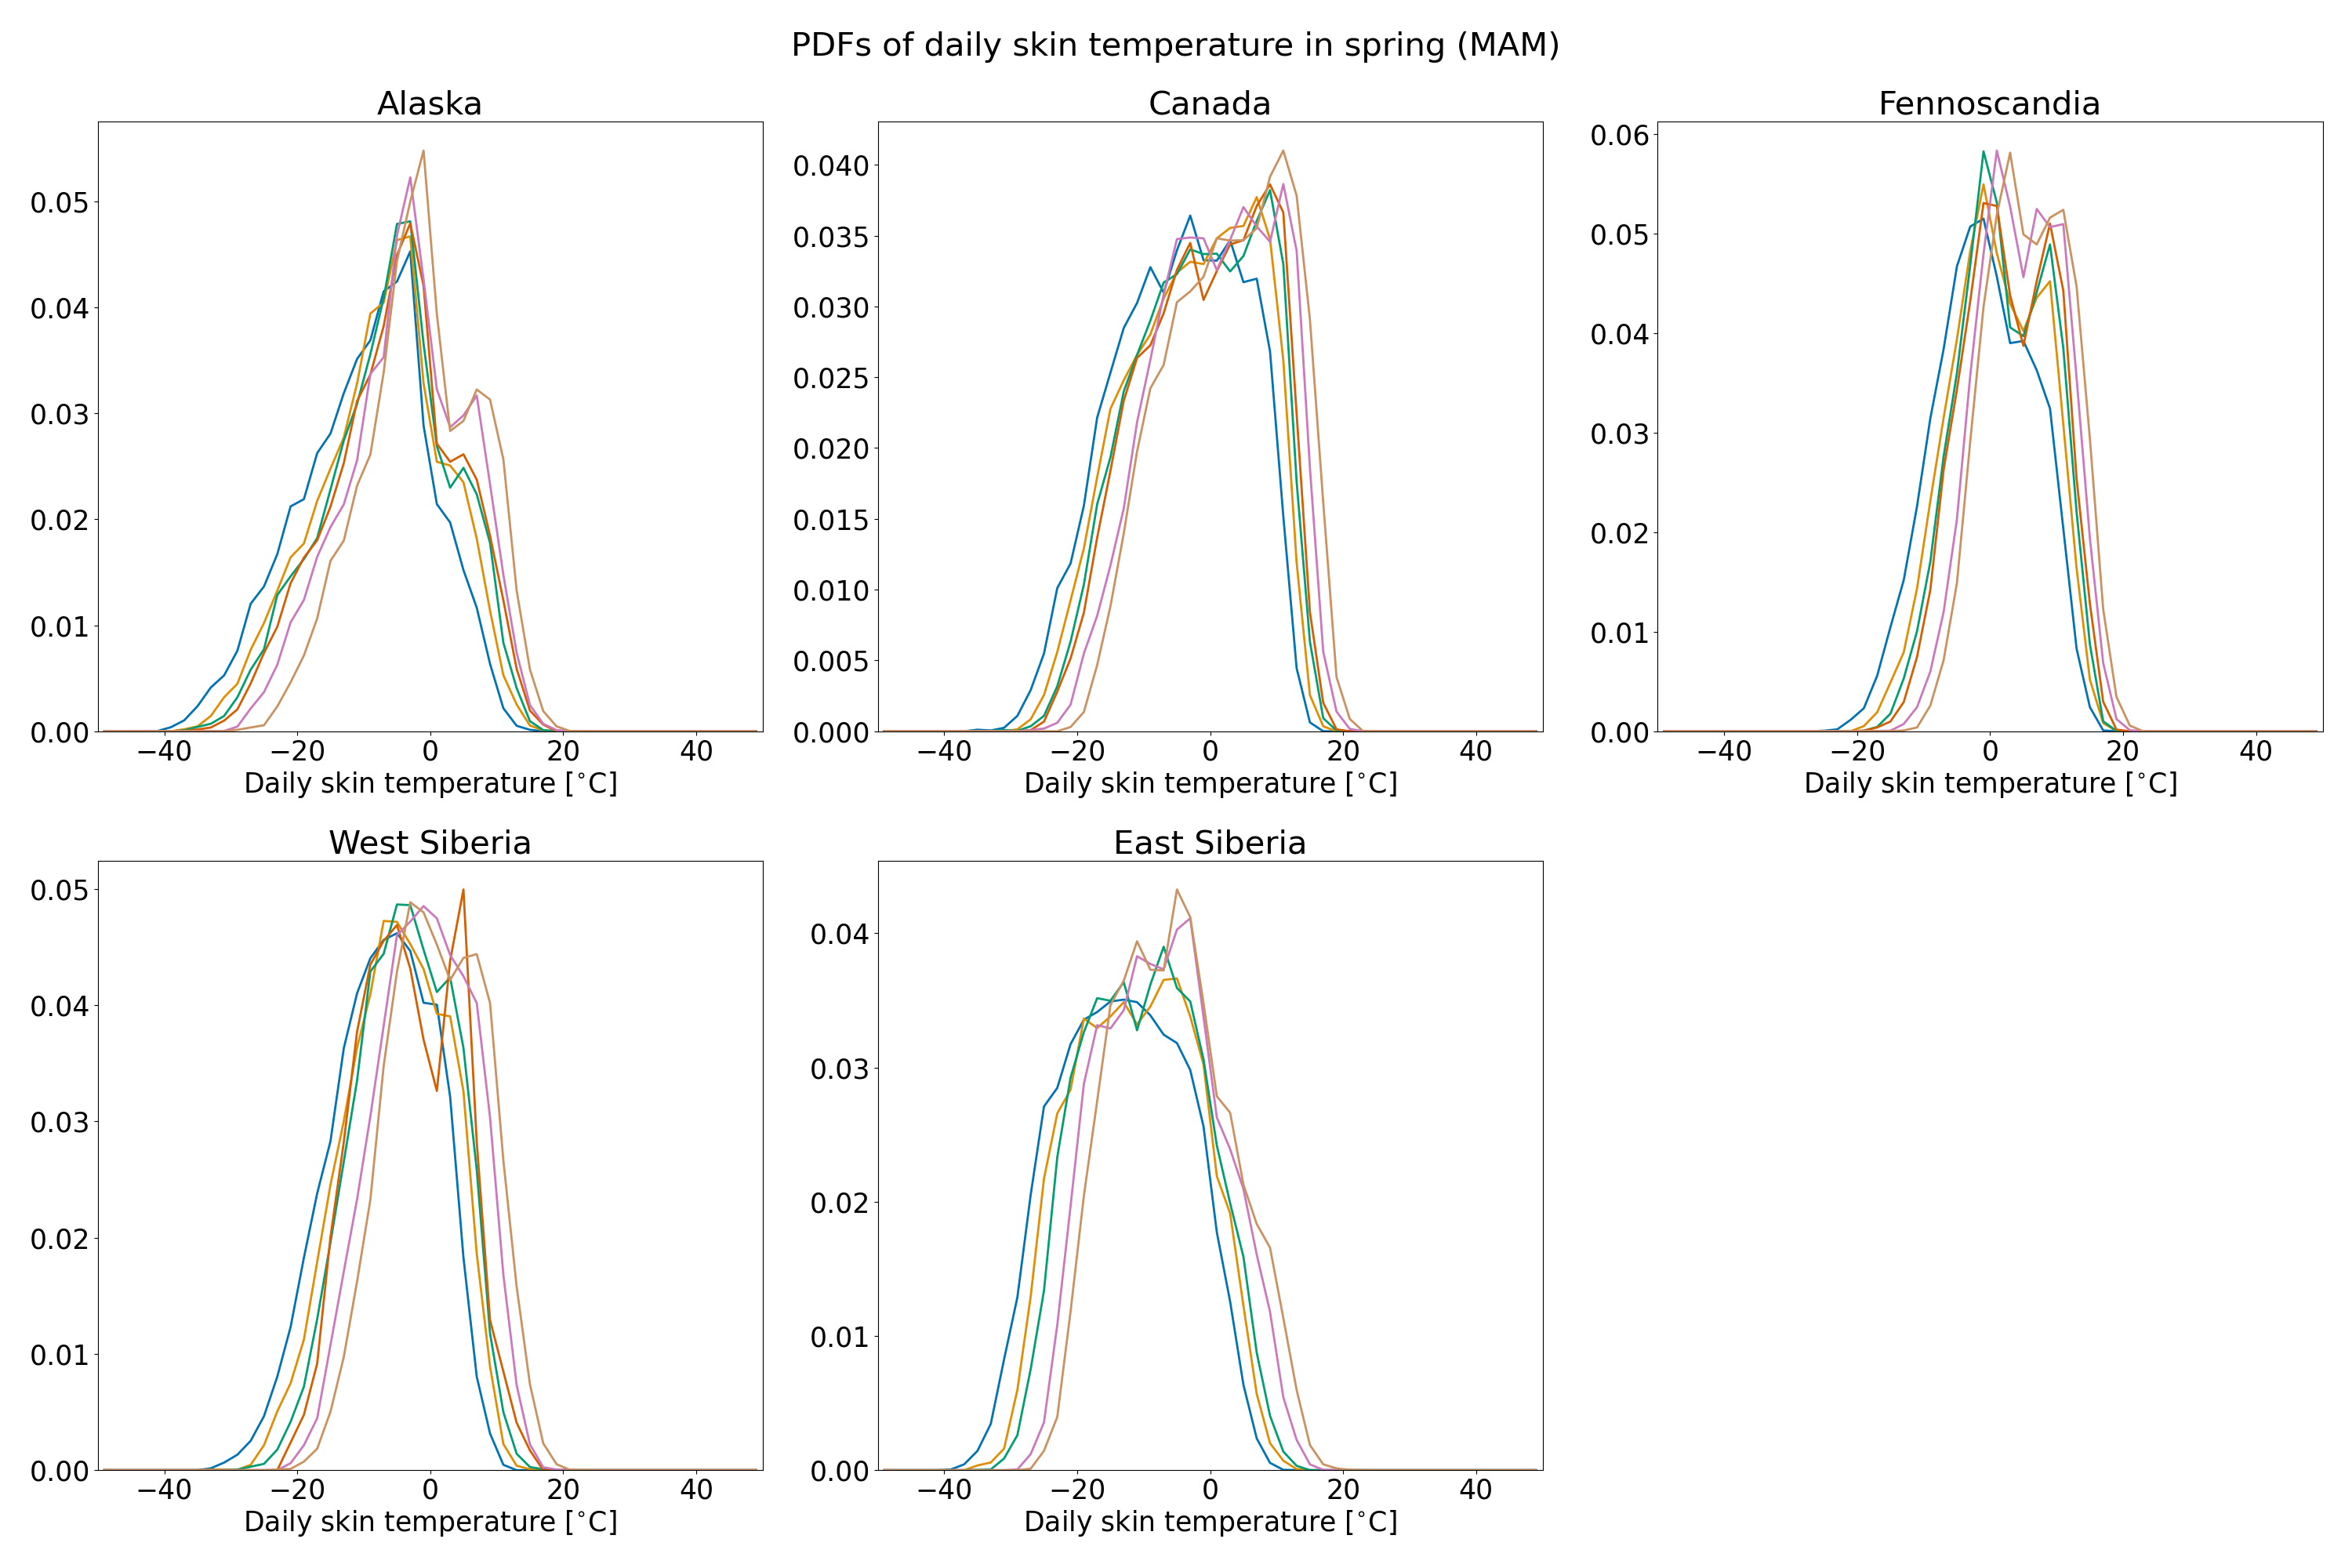 PDFs of daily skin temperature in spring (MAM)
Alaska
0.05
0.04
0.03
0.02
0.01
0.00
−40 −20 0 20 40
Daily skin temperature [°C]
Canada
0.040
0.035
0.030
0.025
0.020
0.015
0.010
0.005
0.000
−40 −20 0 20 40
Daily skin temperature [°C]
Fennoscandia
0.06
0.05
0.04
0.03
0.02
0.01
0.00
−40 −20 0 20 40
Daily skin temperature [°C]
West Siberia
0.05
0.04
0.03
0.02
0.01
0.00
−40 −20 0 20 40
Daily skin temperature [°C]
East Siberia
0.04
0.03
0.02
0.01
0.00
−40 −20 0 20 40
Daily skin temperature [°C]